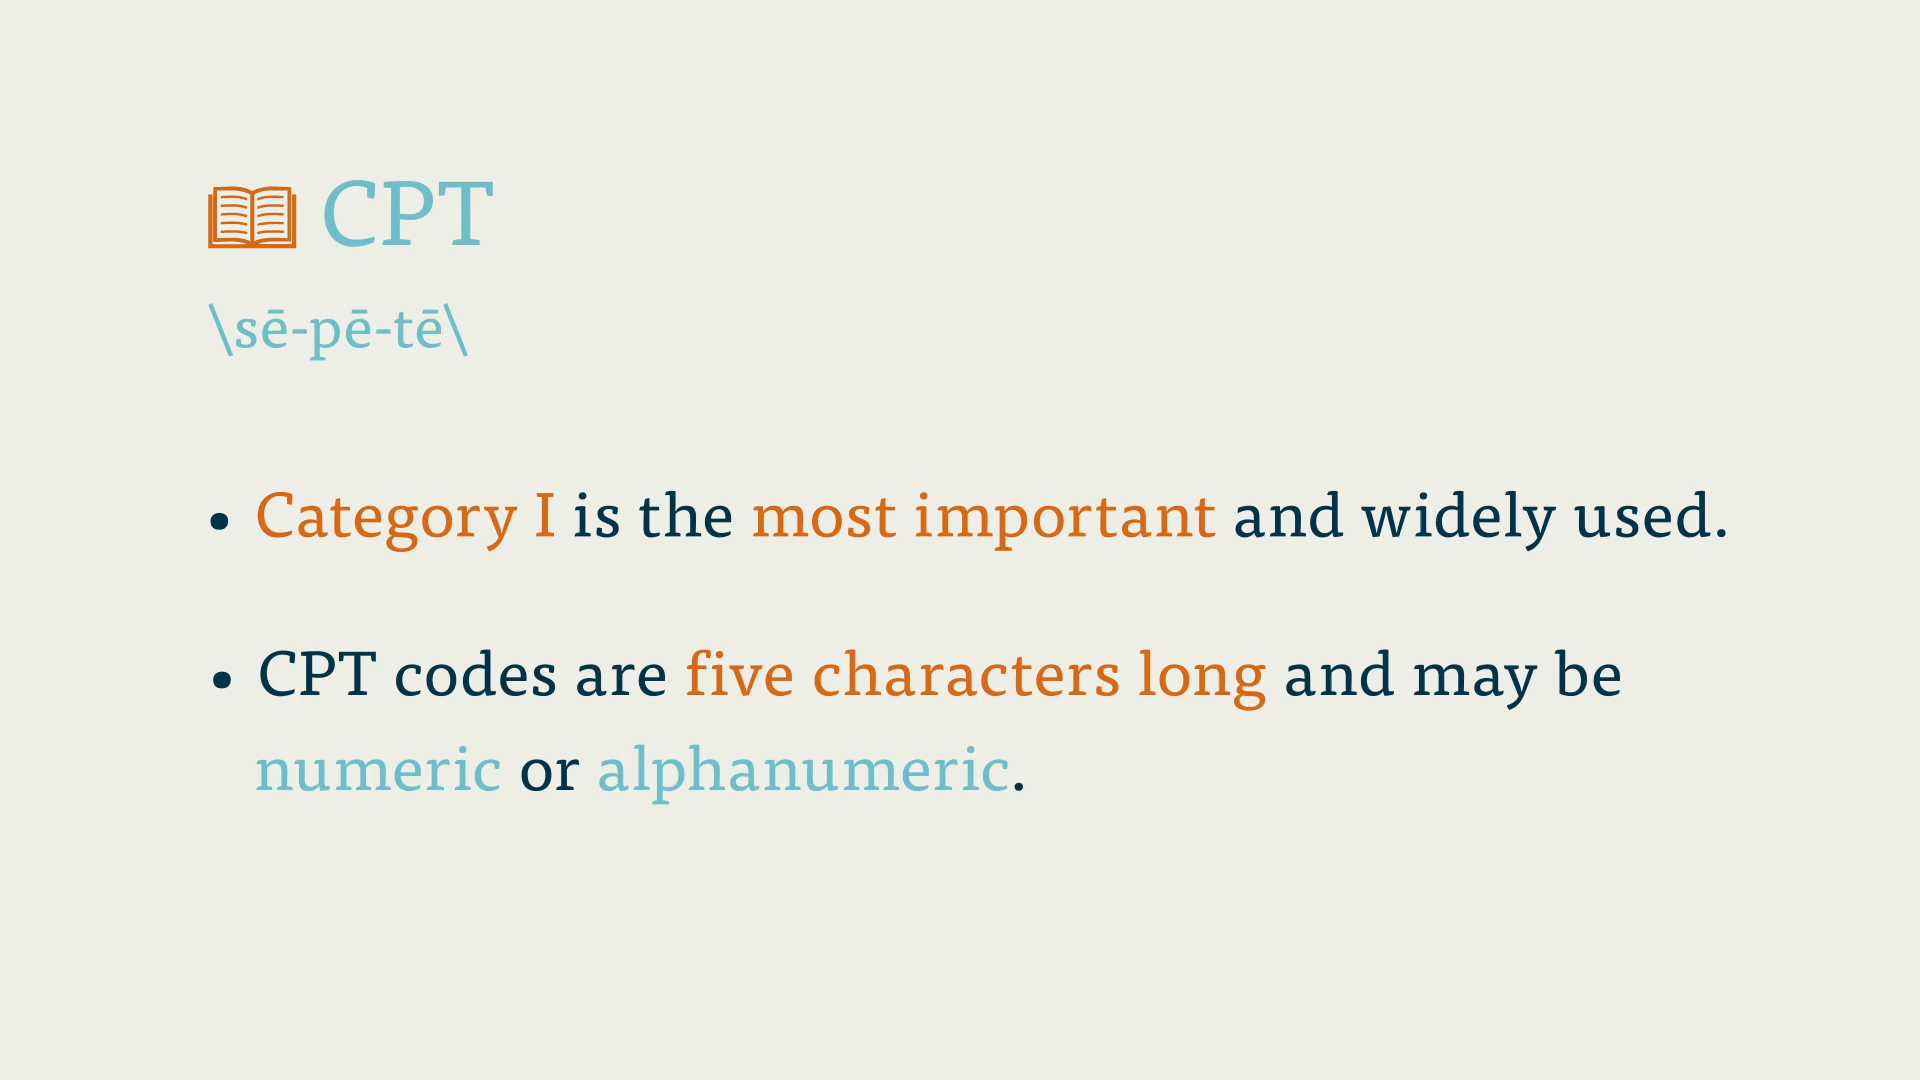 CPT
\sē-pē-tē\
• Category I is the most important and widely used.
• CPT codes are five characters long and may be
numeric or alphanumeric.